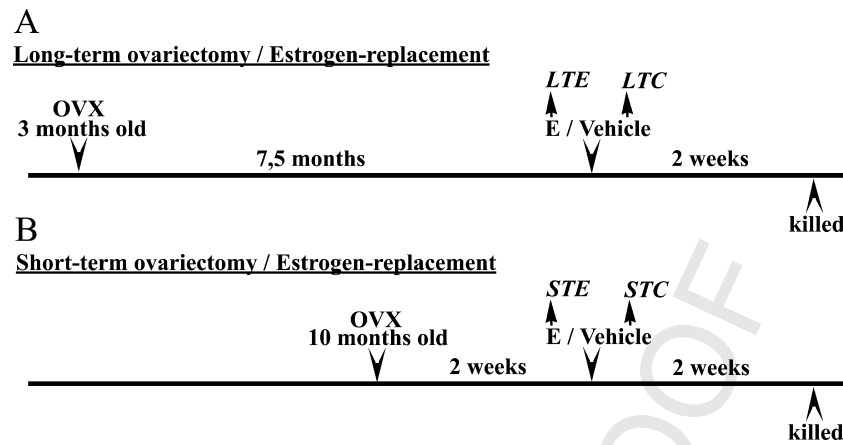 A
Long-term ovariectomy / Estrogen-replacement
LTE LTC
OVX
3 months old
E / Vehicle
7,5 months
2 weeks
killed
B
Short-term ovariectomy / Estrogen-replacement
STE STC
OVX
10 months old
E / Vehicle
2 weeks
2 weeks
killed
OOF